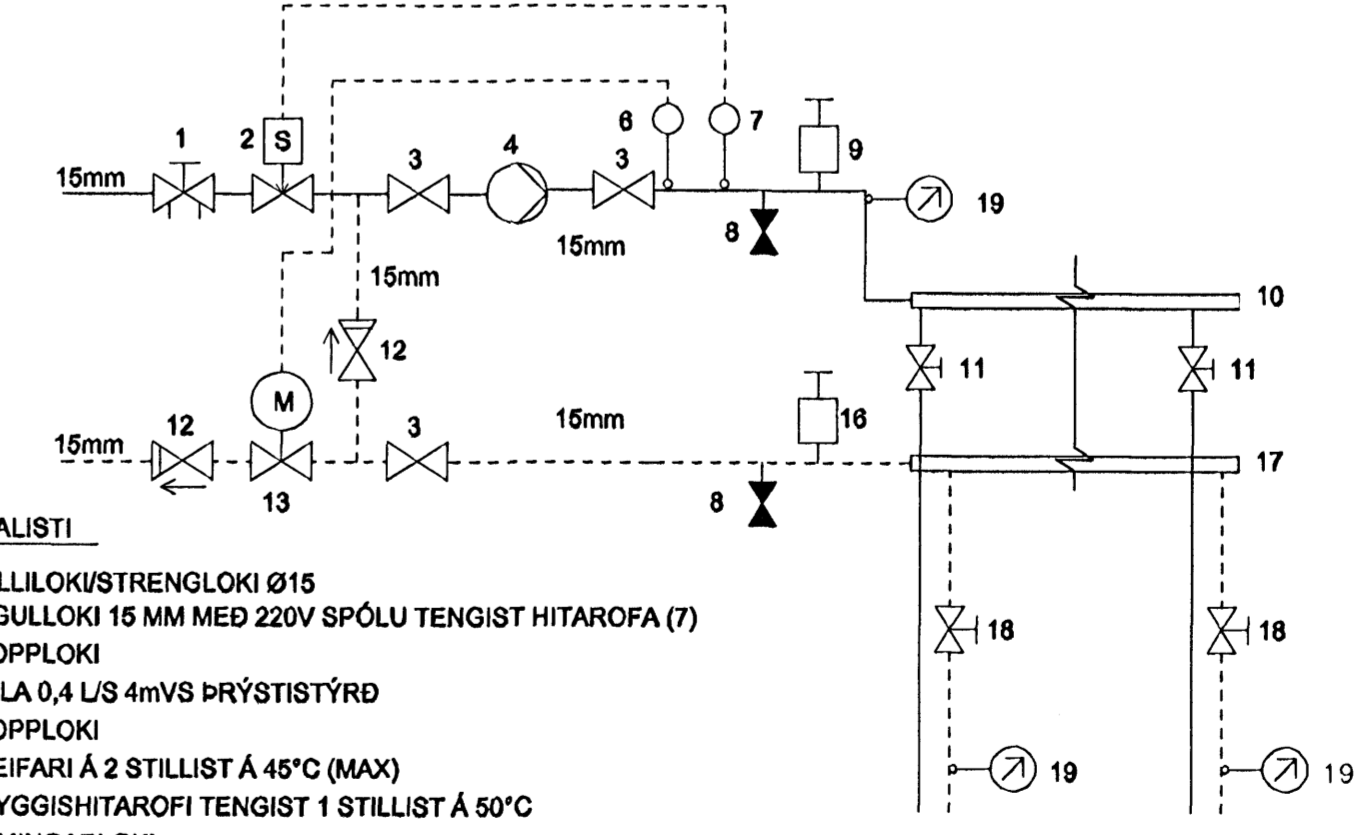 1
2
S
3
4
3
6
7
9
15mm
19
8
15mm
15mm
10
12
11
11
M
16
12
3
15mm
15mm
13
8
17
ALISTI
LLILOKI/STRENGLOKI Ø15
GULLOKI 15 MM MEÐ 220V SPÓLU TENGIST HITAROFA (7)
OPPLOKI
LA 0,4 L/S 4mVS ÞRÝSTISTÝRÐ
OPPLOKI
EIFARI Á 2 STILLIST Á 45°C (MAX)
YGGISHITAROFI TENGIST 1 STILLIST Á 50°C
18
18
19
19